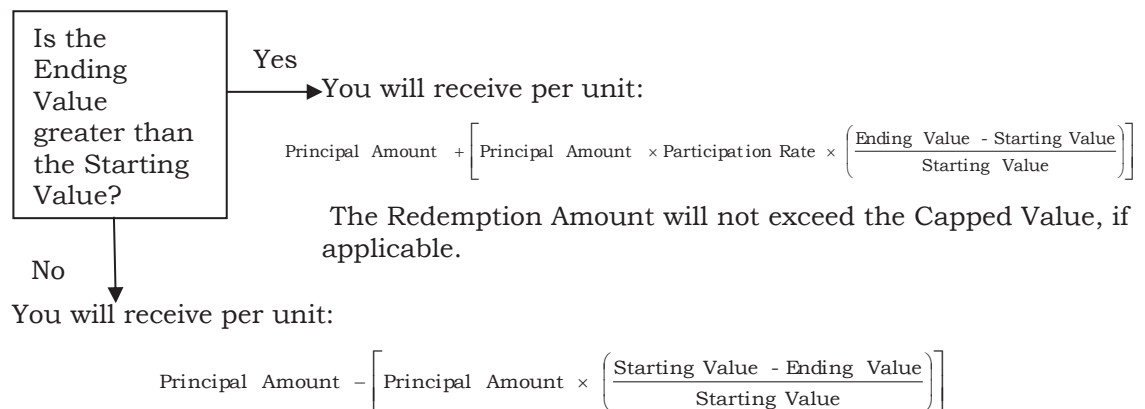 Is the
Ending
Value
greater than
the Starting
Value?
Yes
You will receive per unit:
Principal Amount + [Principal Amount × Participation Rate × (Ending Value - Starting Value / Starting Value)]
The Redemption Amount will not exceed the Capped Value, if
applicable.
No
You will receive per unit:
Principal Amount − [Principal Amount × (Starting Value - Ending Value / Starting Value)]